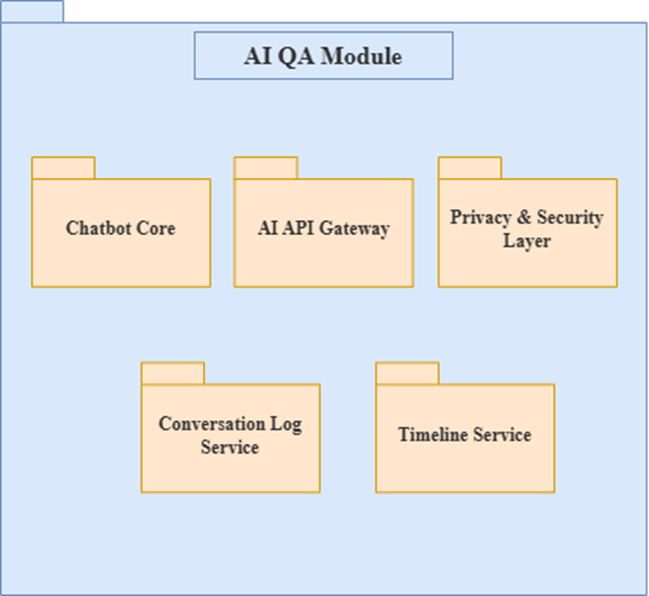 AI QA Module
Chatbot Core
AI API Gateway
Privacy & Security
Layer
Conversation Log
Service
Timeline Service